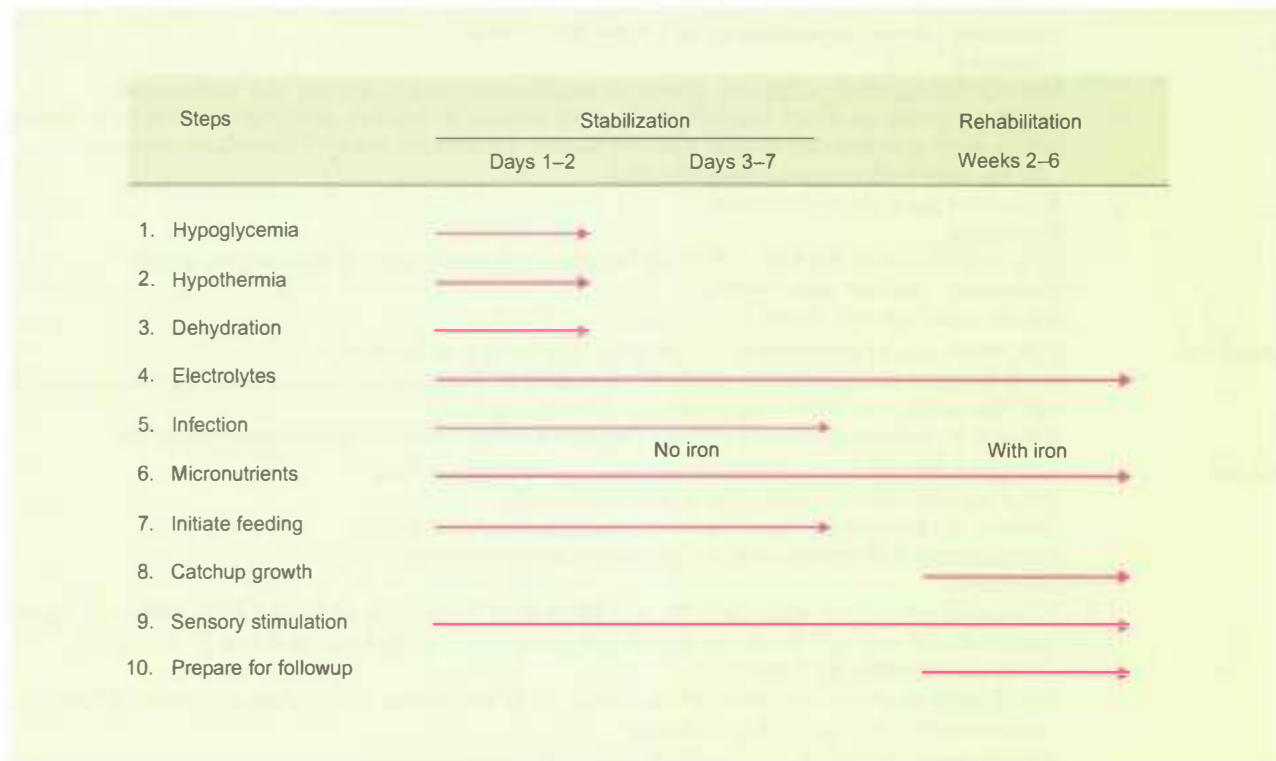 Steps Stabilization Rehabilitation
Days 1–2 Days 3–7 Weeks 2–6
1. Hypoglycemia
2. Hypothermia
3. Dehydration
4. Electrolytes
5. Infection
No iron With iron
6. Micronutrients
7. Initiate feeding
8. Catchup growth
9. Sensory stimulation
10. Prepare for followup